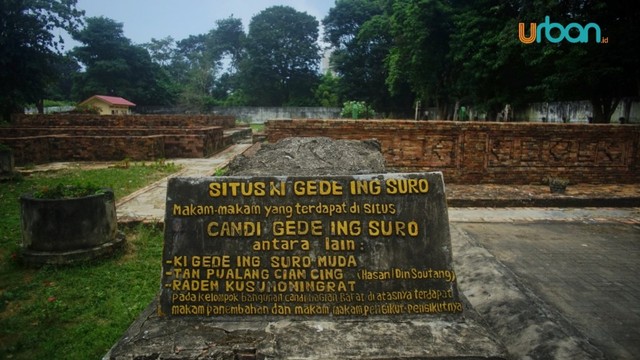 urban.id
SITUS KI GEDE ING SURO
Makam-makam yang terdapat di SITUS
CANDI GEDE ING SURO
antara lain :
-KI GEDE ING SURO MUDA
-TAN PUALANG CIAN CING (Hasan Din Soutang)
-RADEN KUSUMONINGRAT
pada kelompok bangunan candi bagian Barat di atasnya terdapat
makam panembahan dan makam makam pengikut-pengikutnya